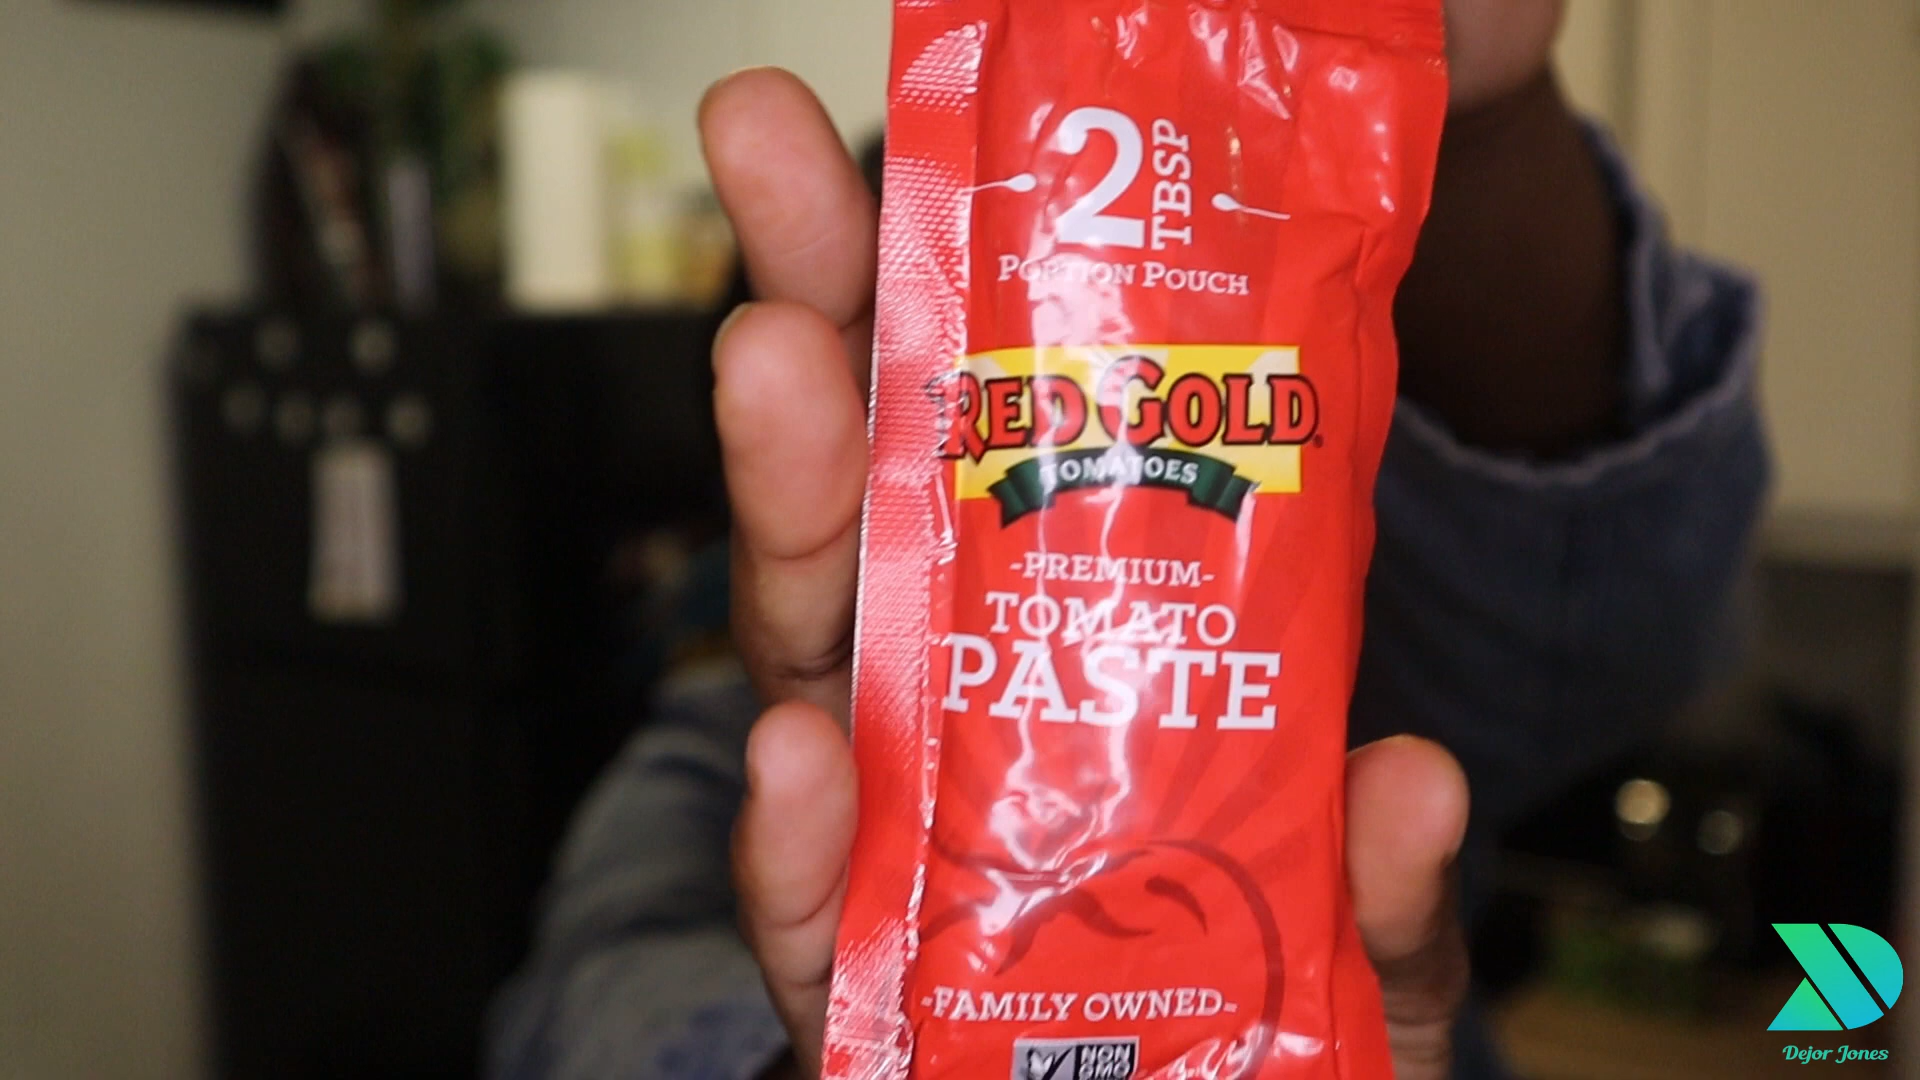 2 TBSP
PORTION POUCH
RED GOLD
TOMATOES
-PREMIUM-
TOMATO
PASTE
-FAMILY OWNED-
NON
GMO
Dejor Jones